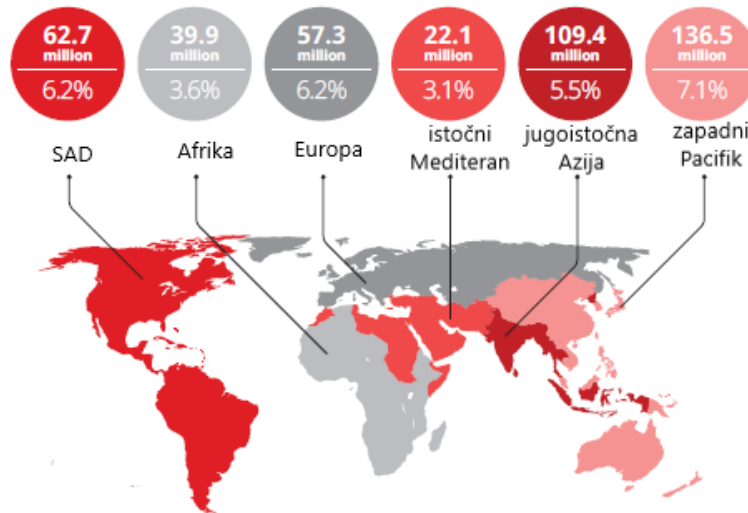 62.7
million
6.2%
39.9
million
3.6%
57.3
million
6.2%
22.1
million
3.1%
109.4
million
5.5%
136.5
million
7.1%
SAD
Afrika
Europa
istočni
Mediteran
jugoistočna
Azija
zapadni
Pacifik